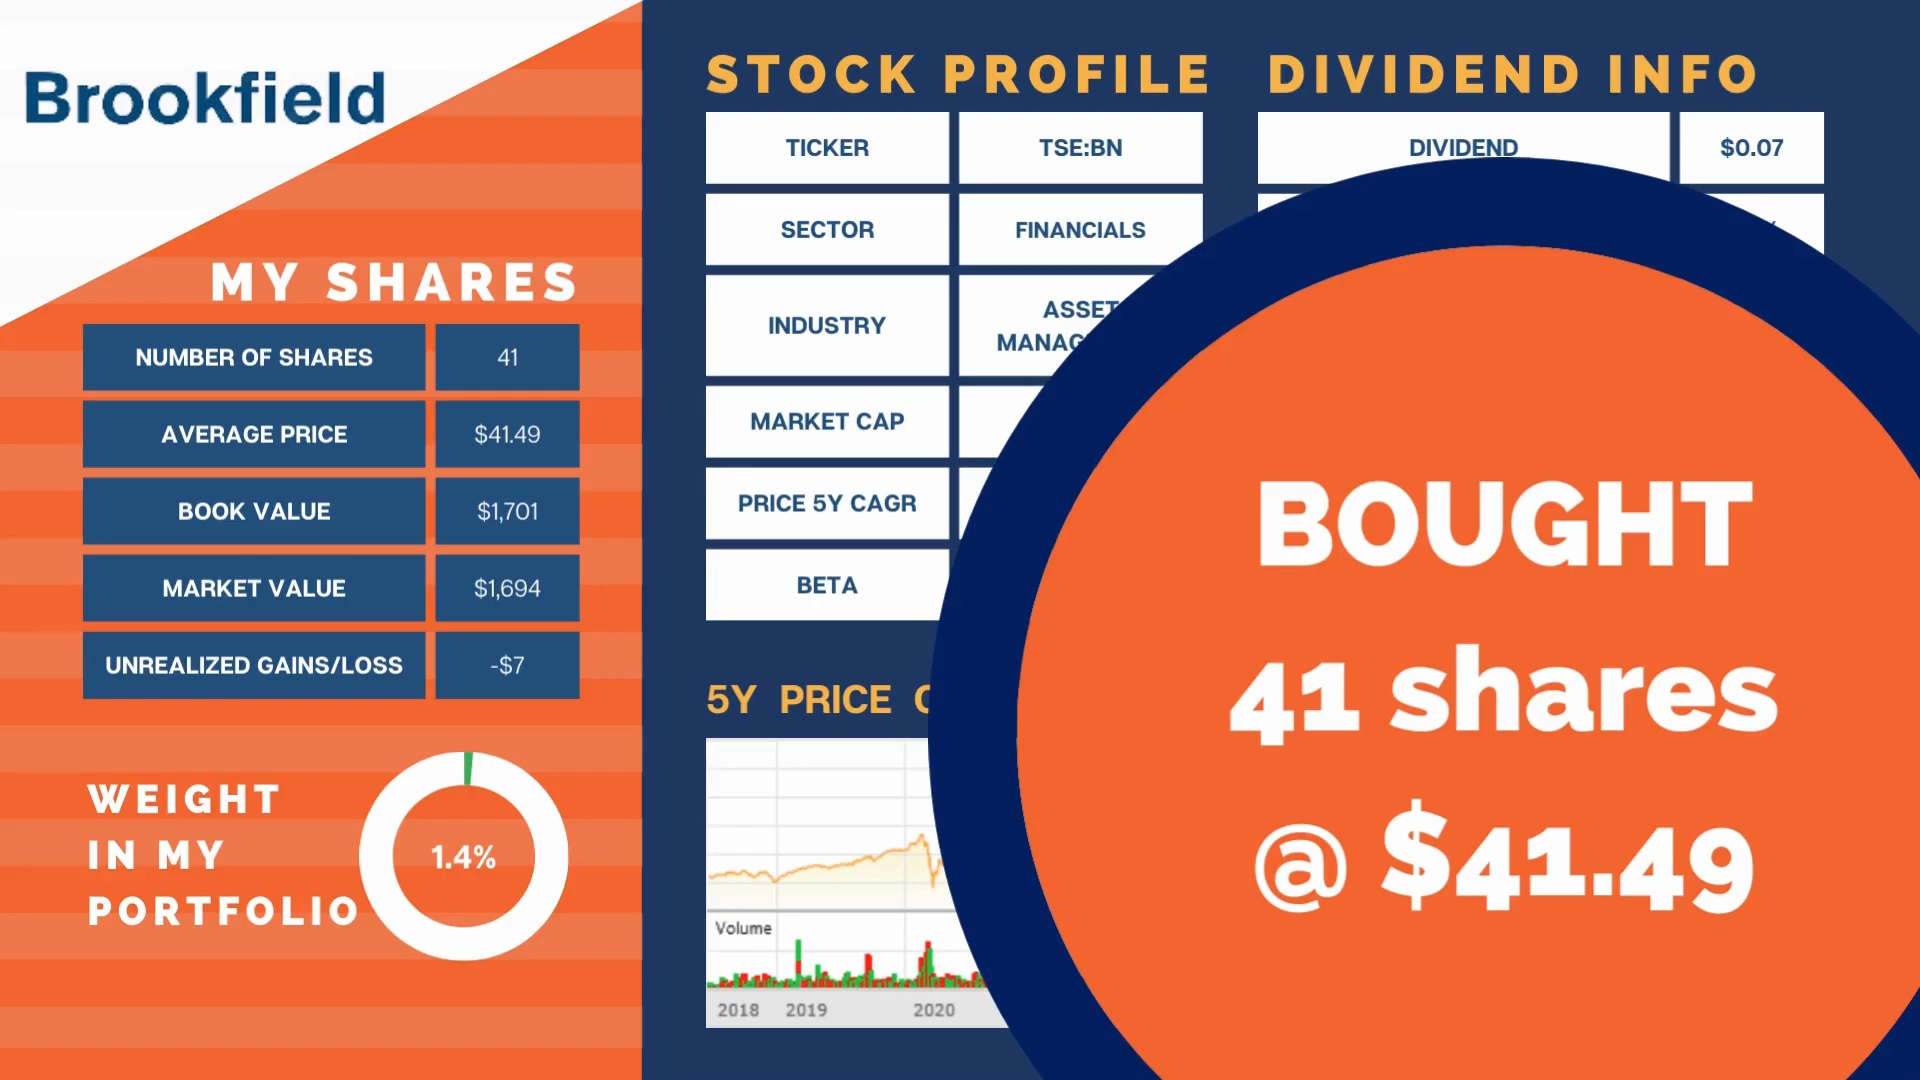 Brookfield
MY SHARES
NUMBER OF SHARES 41
AVERAGE PRICE $41.49
BOOK VALUE $1,701
MARKET VALUE $1,694
UNREALIZED GAINS/LOSS -$7
WEIGHT
IN MY
PORTFOLIO
1.4%
STOCK PROFILE
TICKER TSE:BN
SECTOR FINANCIALS
INDUSTRY ASSET
MARKET CAP
PRICE 5Y CAGR
BETA
5Y PRICE
Volume
2018 2019 2020
DIVIDEND INFO
DIVIDEND $0.07
BOUGHT
41 shares
@ $41.49